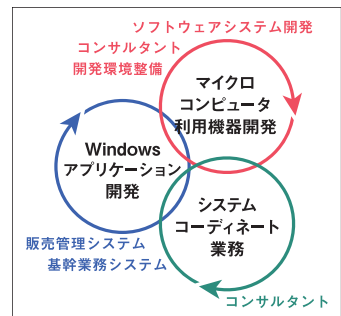 ソフトウェアシステム開発
コンサルタント
開発環境整備
マイクロ
コンピュータ
利用機器開発
Windows
アプリケーション
開発
システム
コーディネート
業務
販売管理システム
基幹業務システム
コンサルタント